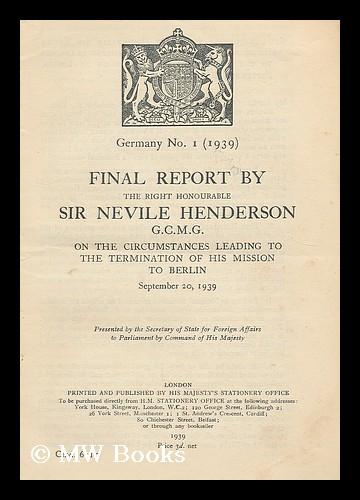 Germany No. 1 (1939)
FINAL REPORT BY
THE RIGHT HONOURABLE
SIR NEVILE HENDERSON
G.C.M.G.
ON THE CIRCUMSTANCES LEADING TO
THE TERMINATION OF HIS MISSION
TO BERLIN
September 20, 1939
Presented by the Secretary of State for Foreign Affairs
to Parliament by Command of His Majesty
LONDON
PRINTED AND PUBLISHED BY HIS MAJESTY'S STATIONERY OFFICE
To be purchased directly from H.M. STATIONERY OFFICE at the following addresses:
York House, Kingsway, London, W.C.2; 120 George Street, Edinburgh 2;
26 York Street, Manchester 1; 1 St. Andrew's Crescent, Cardiff;
80 Chichester Street, Belfast;
or through any bookseller
1939
Price 3d. net
© MW Books